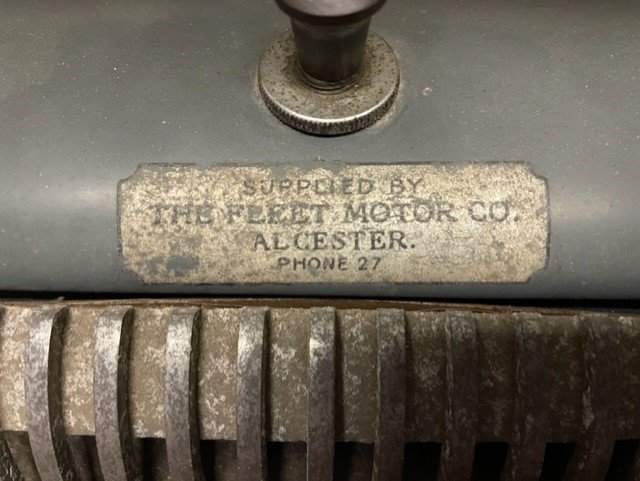 SUPPLIED BY
THE FLEET MOTOR CO.
ALCESTER.
PHONE 27